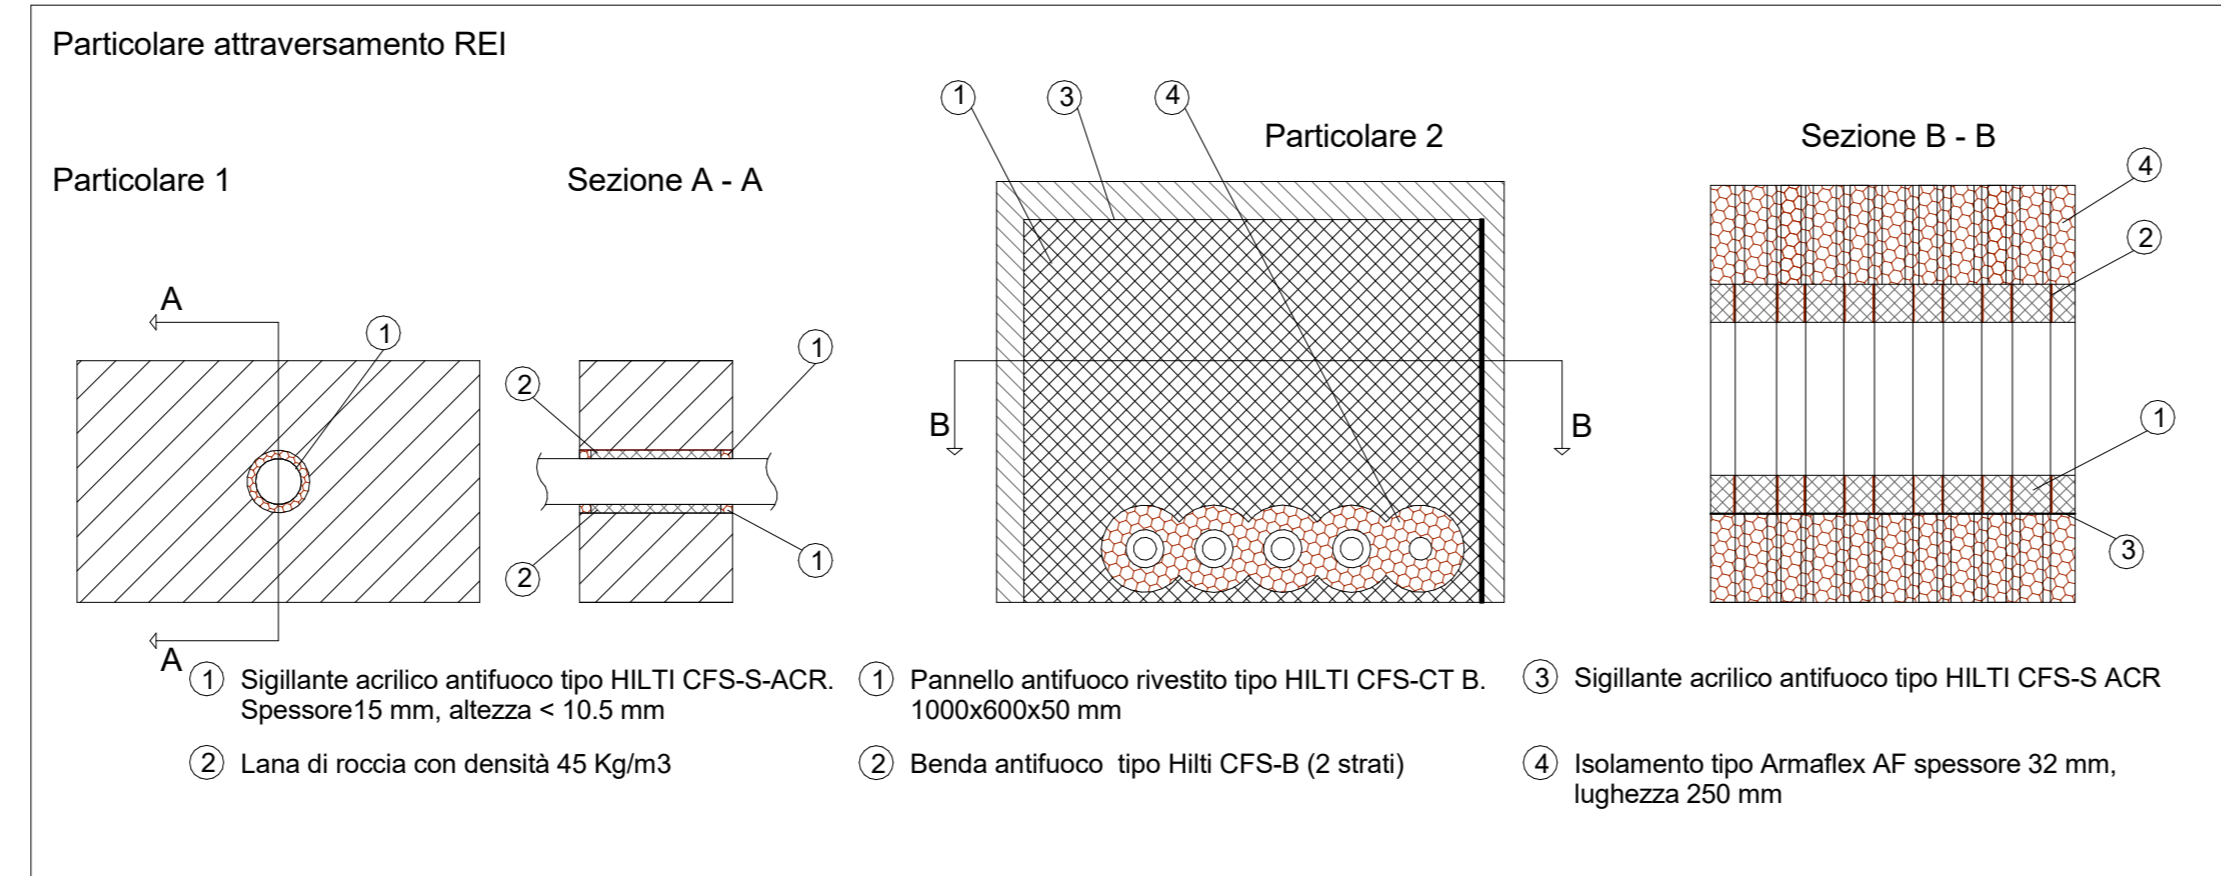 Particolare attraversamento REI
1
3
4
Particolare 2
Sezione B - B
Particolare 1
Sezione A - A
4
2
A
1
1
2
B
B
1
1
2
3
A
1 Sigillante acrilico antifuoco tipo HILTI CFS-S-ACR.
Spessore15 mm, altezza < 10.5 mm
2 Lana di roccia con densità 45 Kg/m3
1 Pannello antifuoco rivestito tipo HILTI CFS-CT B.
1000x600x50 mm
2 Benda antifuoco tipo Hilti CFS-B (2 strati)
3 Sigillante acrilico antifuoco tipo HILTI CFS-S ACR
4 Isolamento tipo Armaflex AF spessore 32 mm,
lughezza 250 mm